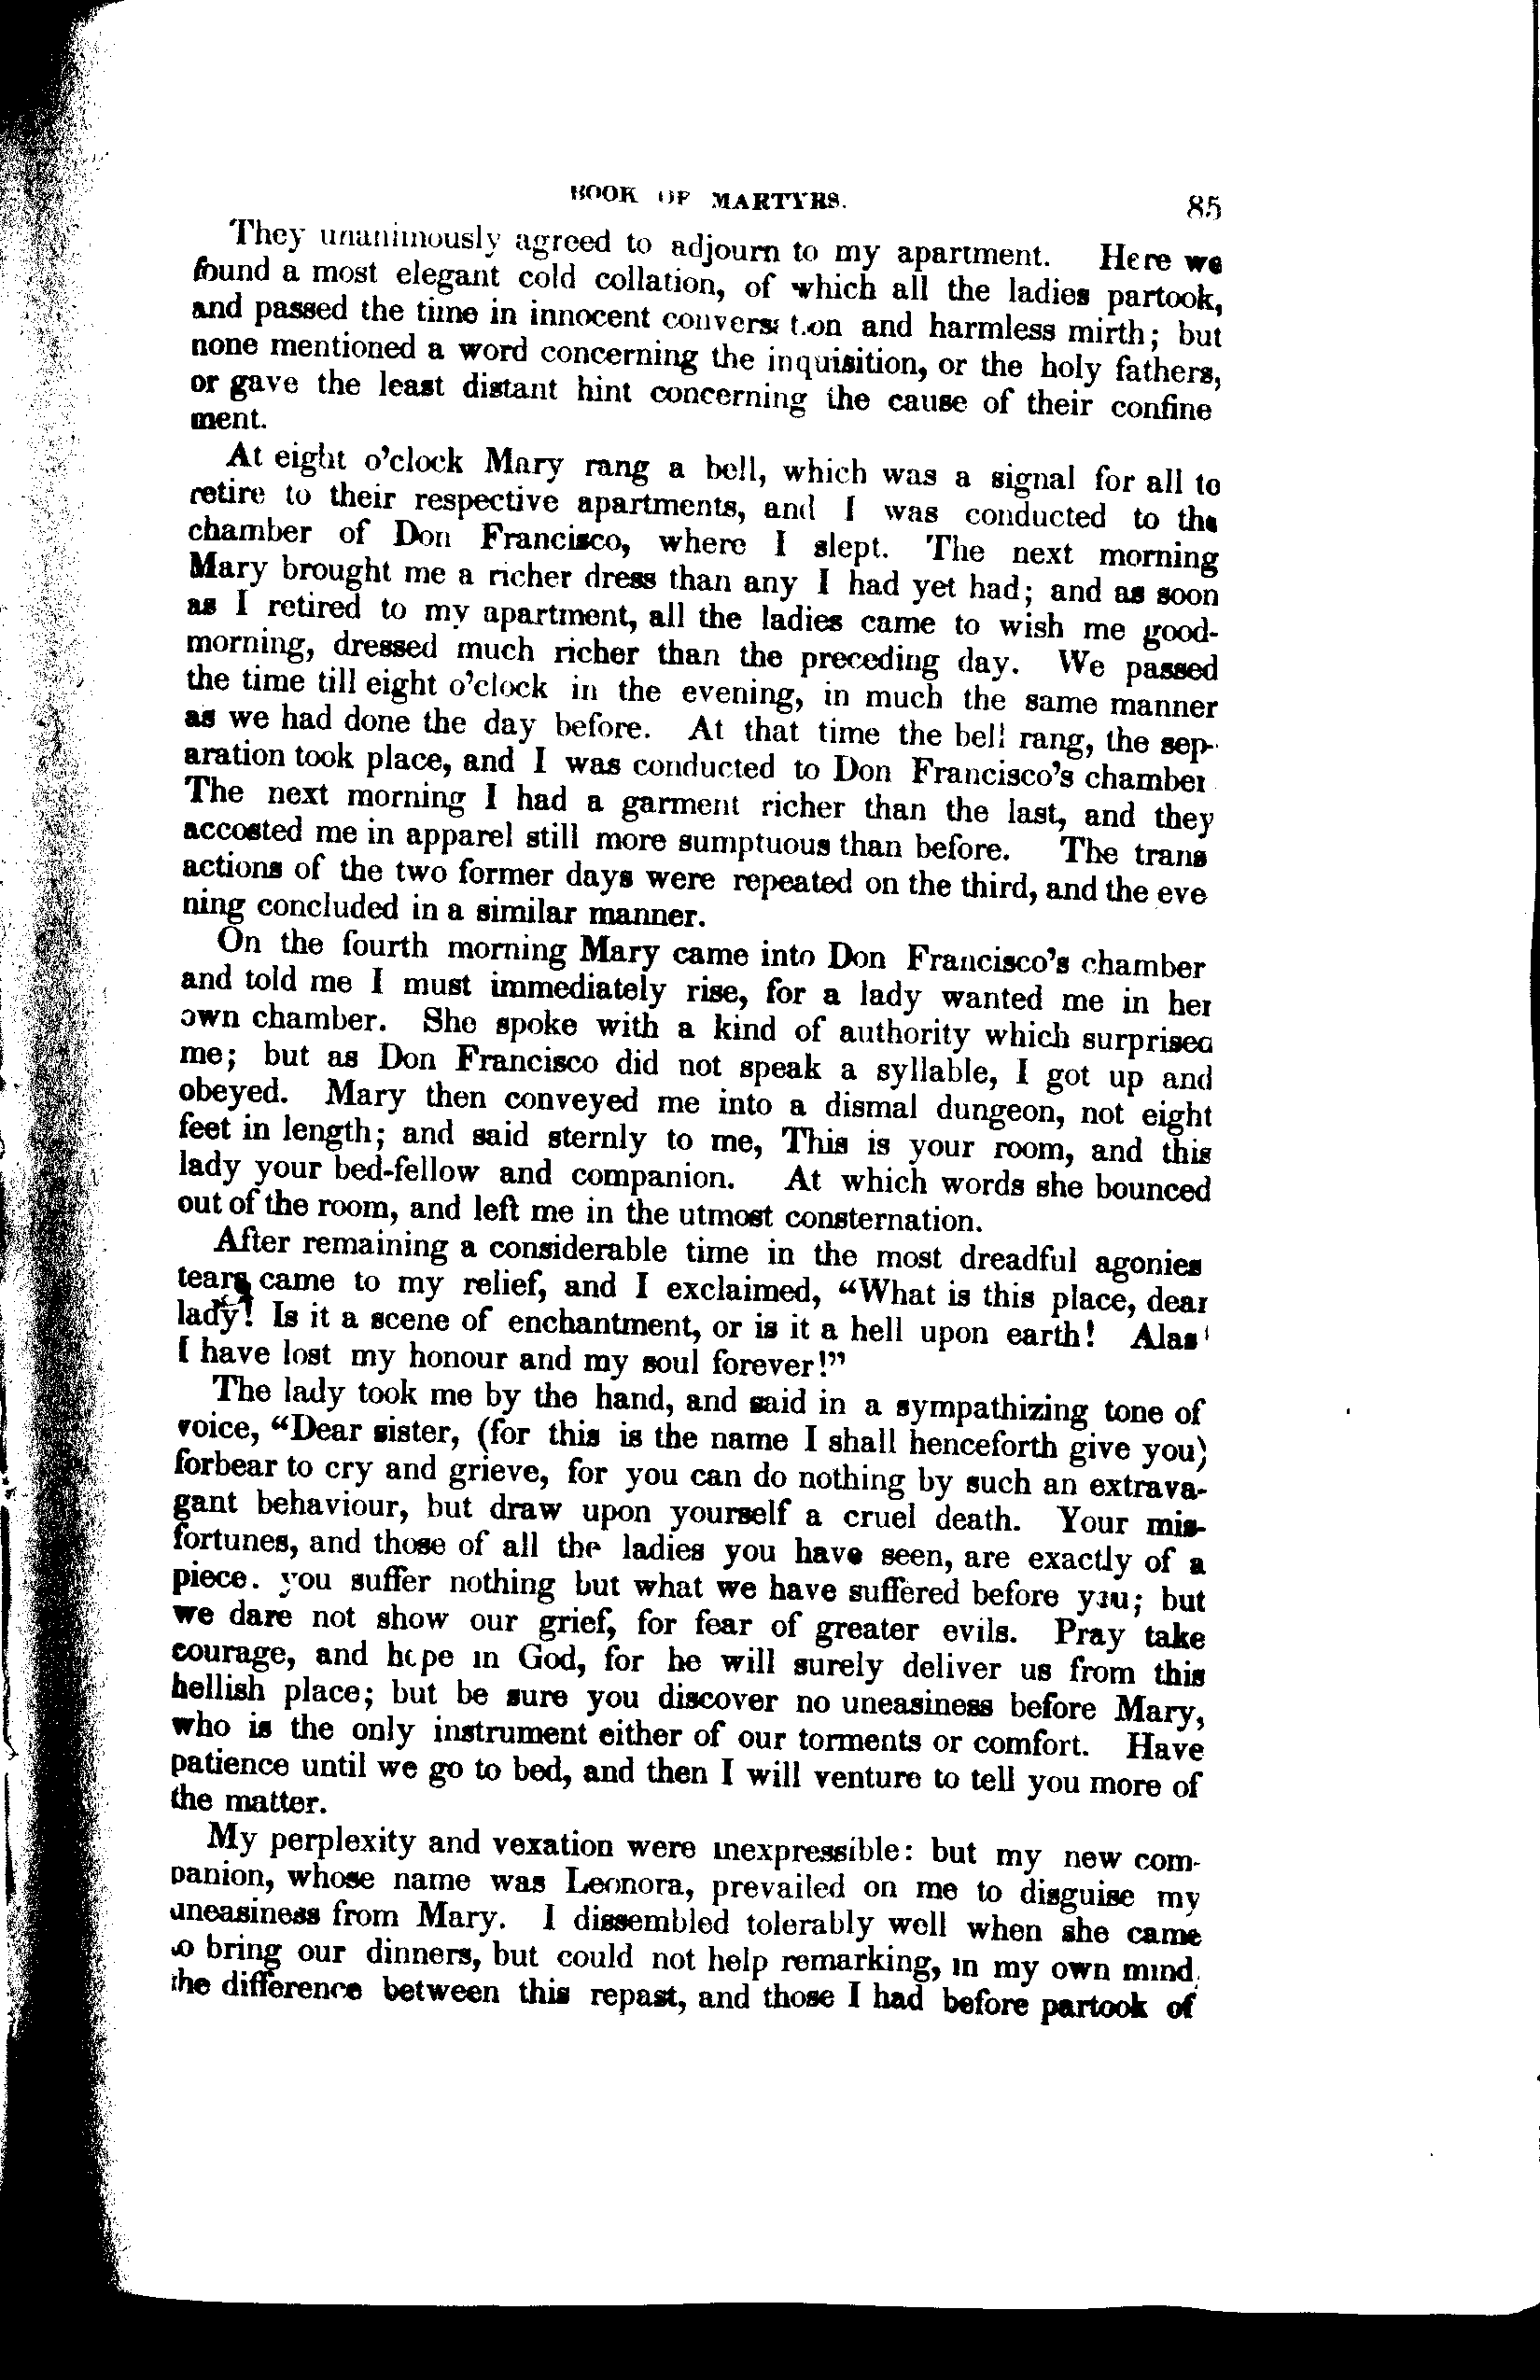 BOOK OF MARTYRS. 85
They unanimously agreed to adjourn to my apartment. Here we
found a most elegant cold collation, of which all the ladies partook,
and passed the time in innocent convers t.on and harmless mirth; but
none mentioned a word concerning the inquisition, or the holy fathers,
or gave the least distant hint concerning the cause of their confine
ment.
At eight o'clock Mary rang a bell, which was a signal for all to
retire to their respective apartments, and I was conducted to the
chamber of Don Francisco, where I slept. The next morning
Mary brought me a richer dress than any I had yet had; and as soon
as I retired to my apartment, all the ladies came to wish me good-
morning, dressed much richer than the preceding day. We passed
the time till eight o'clock in the evening, in much the same manner
as we had done the day before. At that time the bell rang, the sep-
aration took place, and I was conducted to Don Francisco's chamber
The next morning I had a garment richer than the last, and they
accosted me in apparel still more sumptuous than before. The trans
actions of the two former days were repeated on the third, and the eve
ning concluded in a similar manner.
On the fourth morning Mary came into Don Francisco's chamber
and told me I must immediately rise, for a lady wanted me in her
own chamber. She spoke with a kind of authority which surprised
me; but as Don Francisco did not speak a syllable, I got up and
obeyed. Mary then conveyed me into a dismal dungeon, not eight
feet in length; and said sternly to me, This is your room, and this
lady your bed-fellow and companion. At which words she bounced
out of the room, and left me in the utmost consternation.
After remaining a considerable time in the most dreadful agonies
tears came to my relief, and I exclaimed, "What is this place, dear
lady! Is it a scene of enchantment, or is it a hell upon earth! Alas!
I have lost my honour and my soul forever!"
The lady took me by the hand, and said in a sympathizing tone of
voice, "Dear sister, (for this is the name I shall henceforth give you)
forbear to cry and grieve, for you can do nothing by such an extrava-
gant behaviour, but draw upon yourself a cruel death. Your mis-
fortunes, and those of all the ladies you have seen, are exactly of a
piece. you suffer nothing but what we have suffered before you; but
we dare not show our grief, for fear of greater evils. Pray take
courage, and hope in God, for he will surely deliver us from this
hellish place; but be sure you discover no uneasiness before Mary,
who is the only instrument either of our torments or comfort. Have
patience until we go to bed, and then I will venture to tell you more of
the matter.
My perplexity and vexation were inexpressible: but my new com-
panion, whose name was Leonora, prevailed on me to disguise my
uneasiness from Mary. I dissembled tolerably well when she came
to bring our dinners, but could not help remarking, in my own mind,
the difference between this repast, and those I had before partook of